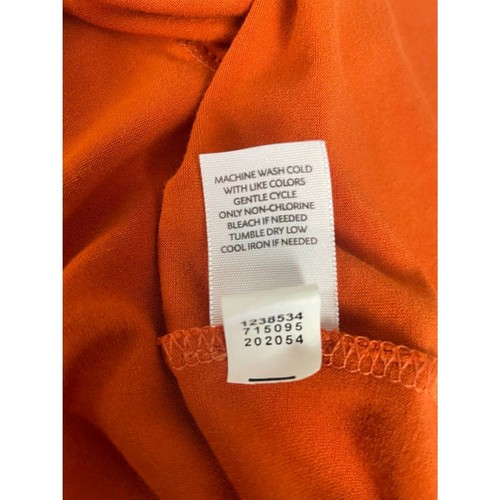 MACHINE WASH COLD
WITH LIKE COLORS
GENTLE CYCLE
ONLY NON-CHLORINE
BLEACH IF NEEDED
TUMBLE DRY LOW
COOL IRON IF NEEDED
1238534
715095
202054